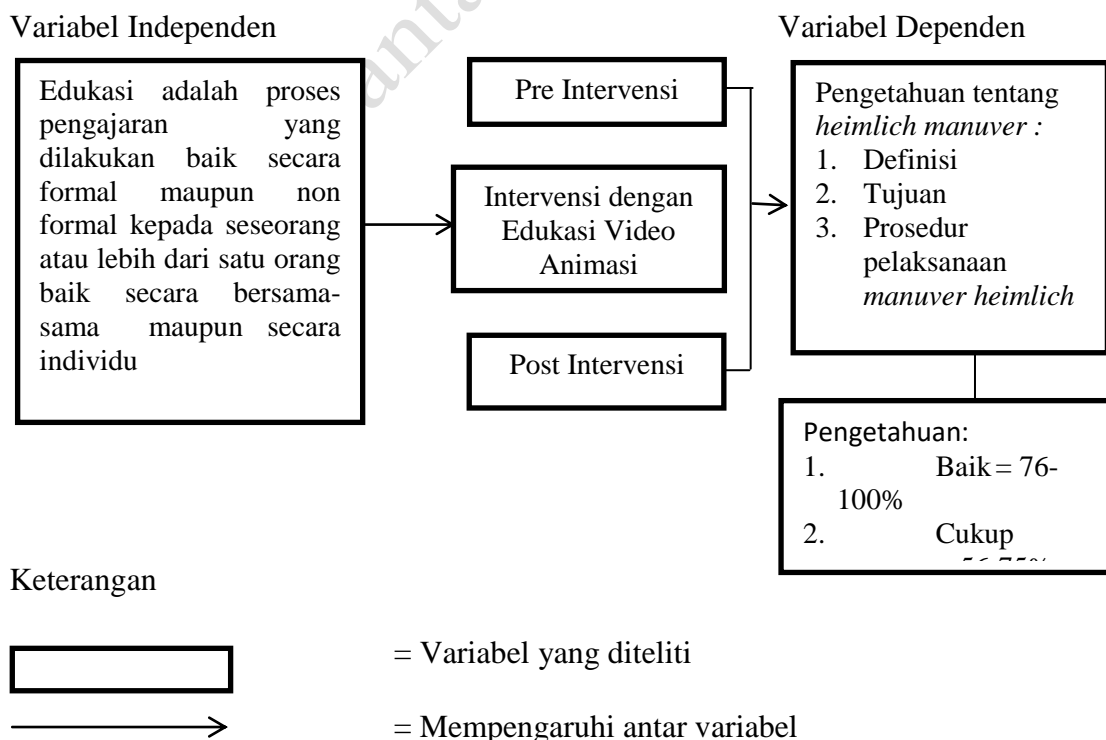 Variabel Independen
Variabel Dependen
Edukasi adalah proses
pengajaran yang
dilakukan baik secara
formal maupun non
formal kepada seseorang
atau lebih dari satu orang
baik secara bersama-
sama maupun secara
individu
Pre Intervensi
Intervensi dengan
Edukasi Video
Animasi
Post Intervensi
Pengetahuan tentang
heimlich manuver :
1. Definisi
2. Tujuan
3. Prosedur
pelaksanaan
manuver heimlich
Pengetahuan:
1. Baik = 76-
100%
2. Cukup
Keterangan
= Variabel yang diteliti
= Mempengaruhi antar variabel